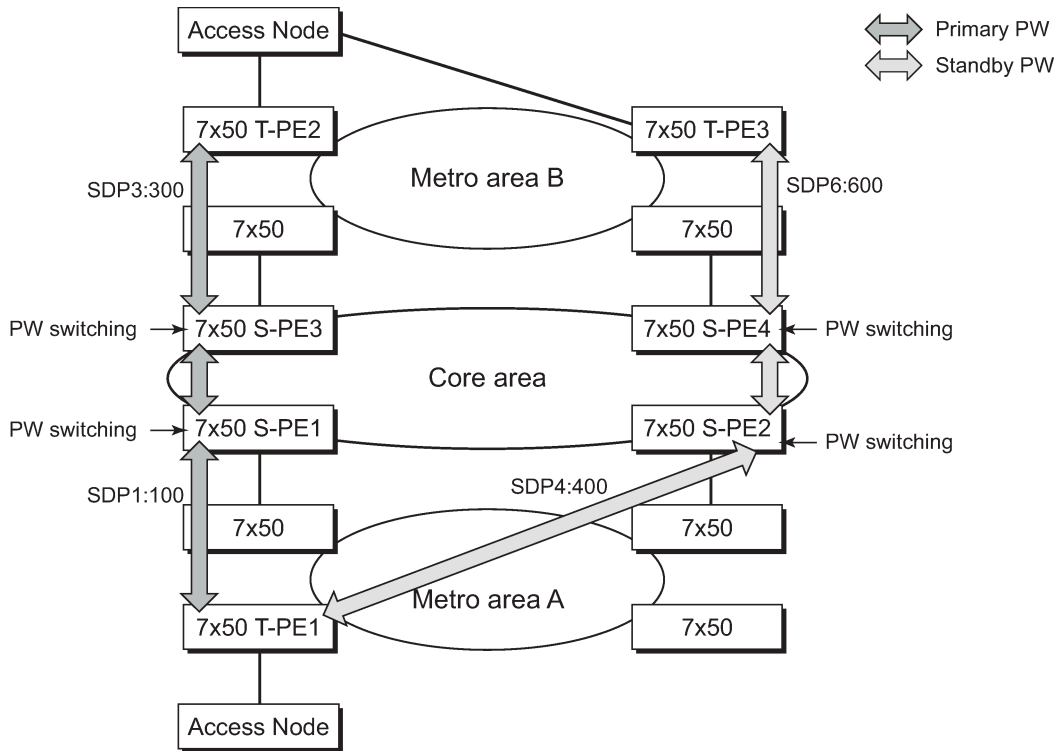 Access Node
Primary PW
Standby PW
7x50 T-PE2
7x50 T-PE3
Metro area B
SDP3:300
SDP6:600
7x50
7x50
PW switching
7x50 S-PE3
7x50 S-PE4
PW switching
Core area
PW switching
7x50 S-PE1
7x50 S-PE2
PW switching
SDP1:100
SDP4:400
7x50
7x50
Metro area A
7x50 T-PE1
7x50
Access Node